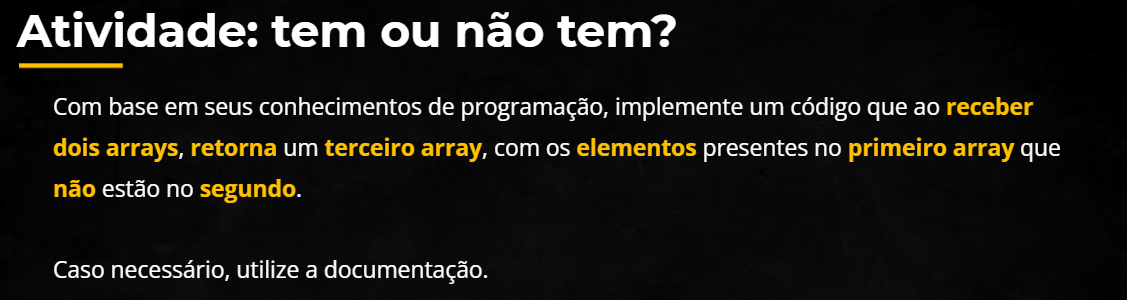 Atividade: tem ou não tem?
Com base em seus conhecimentos de programação, implemente um código que ao receber
dois arrays, retorna um terceiro array, com os elementos presentes no primeiro array que
não estão no segundo.
Caso necessário, utilize a documentação.